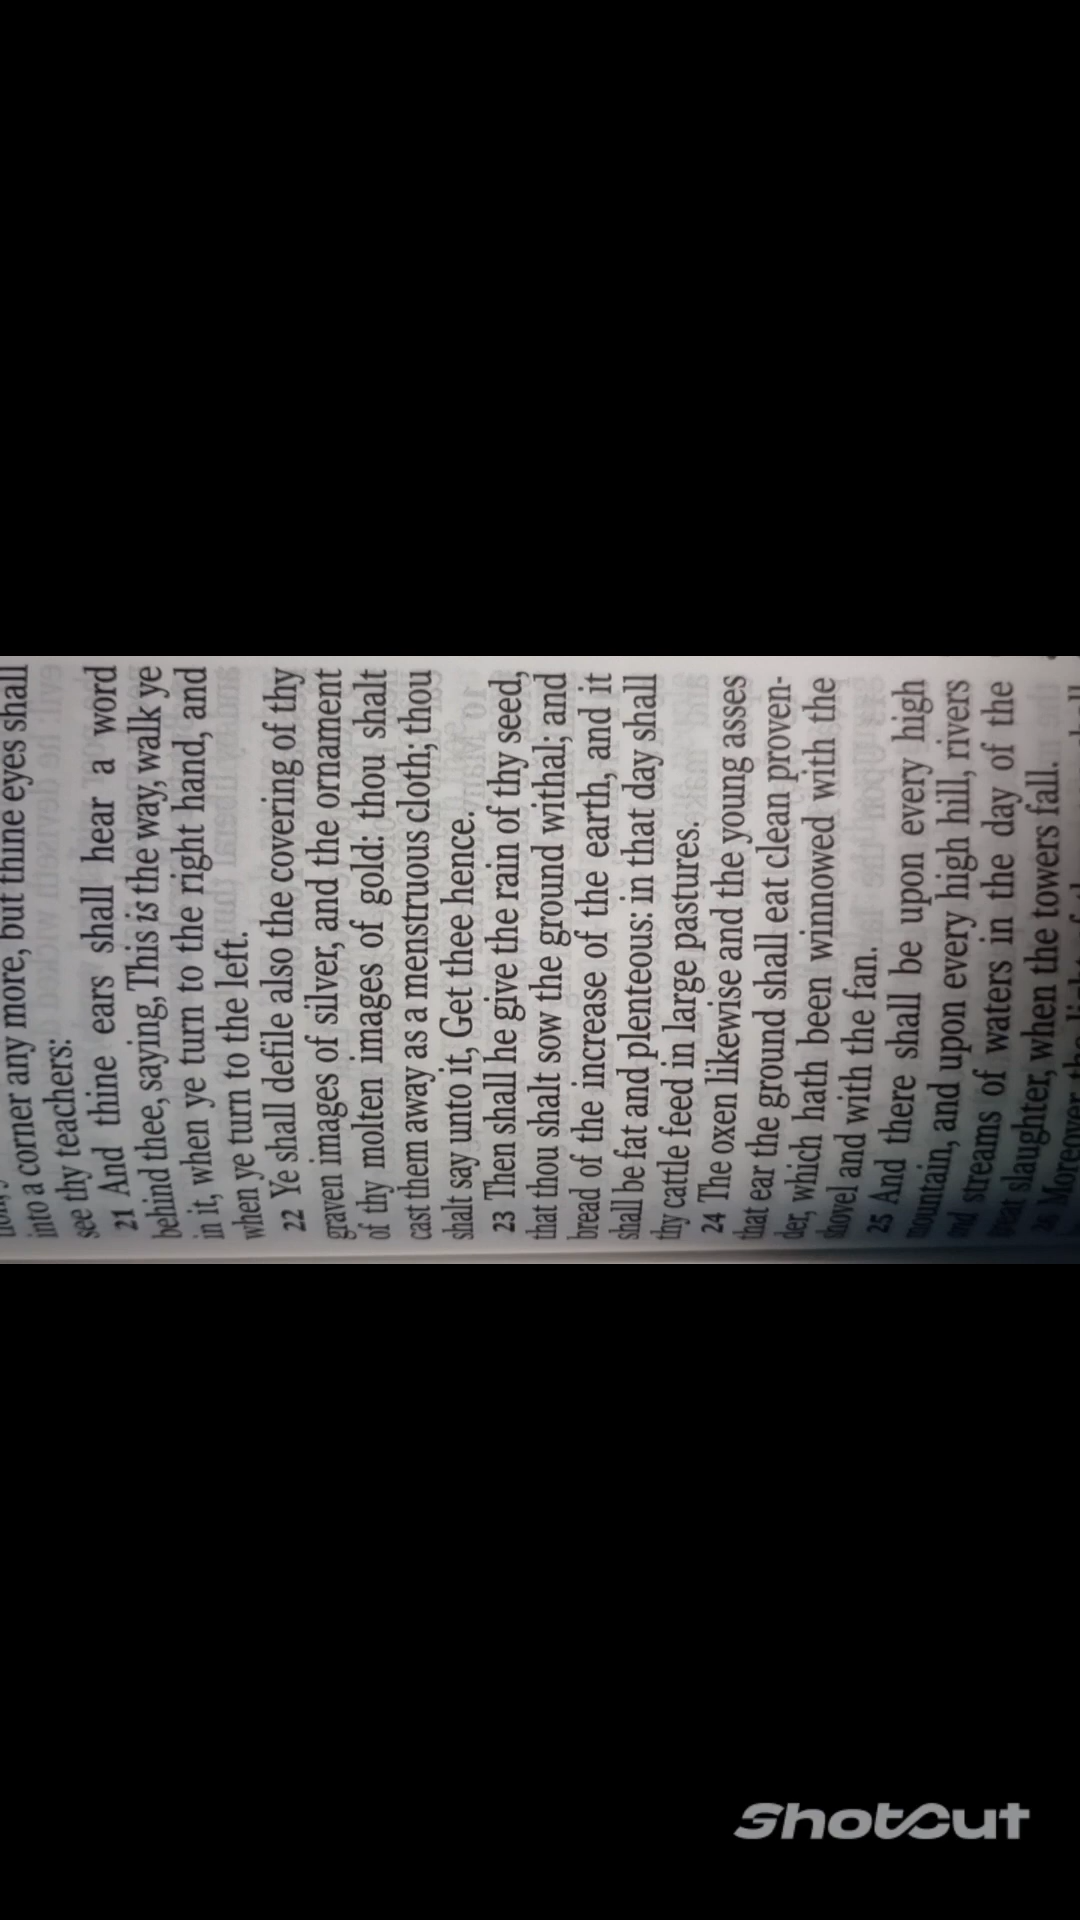 into a corner any more, but thine eyes shall
see thy teachers:
21 And thine ears shall hear a word
behind thee, saying, This is the way, walk ye
in it, when ye turn to the right hand, and
when ye turn to the left.
22 Ye shall defile also the covering of thy
graven images of silver, and the ornament
of thy molten images of gold: thou shalt
cast them away as a menstruous cloth; thou
shalt say unto it, Get thee hence.
23 Then shall he give the rain of thy seed,
that thou shalt sow the ground withal; and
bread of the increase of the earth, and it
shall be fat and plenteous: in that day shall
thy cattle feed in large pastures.
24 The oxen likewise and the young asses
that ear the ground shall eat clean proven-
der, which hath been winnowed with the
shovel and with the fan.
25 And there shall be upon every high
mountain, and upon every high hill, rivers
and streams of waters in the day of the
great slaughter, when the towers fall.
26 Moreover the light of
ShotCut